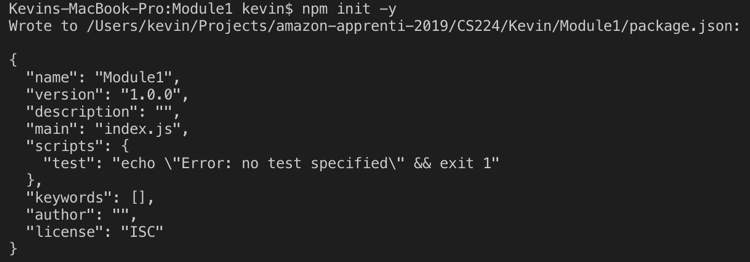 Kevins-MacBook-Pro:Module1 kevin$ npm init -y
Wrote to /Users/kevin/Projects/amazon-apprenti-2019/CS224/Kevin/Module1/package.json:

{
  "name": "Module1",
  "version": "1.0.0",
  "description": "",
  "main": "index.js",
  "scripts": {
    "test": "echo \"Error: no test specified\" && exit 1"
  },
  "keywords": [],
  "author": "",
  "license": "ISC"
}